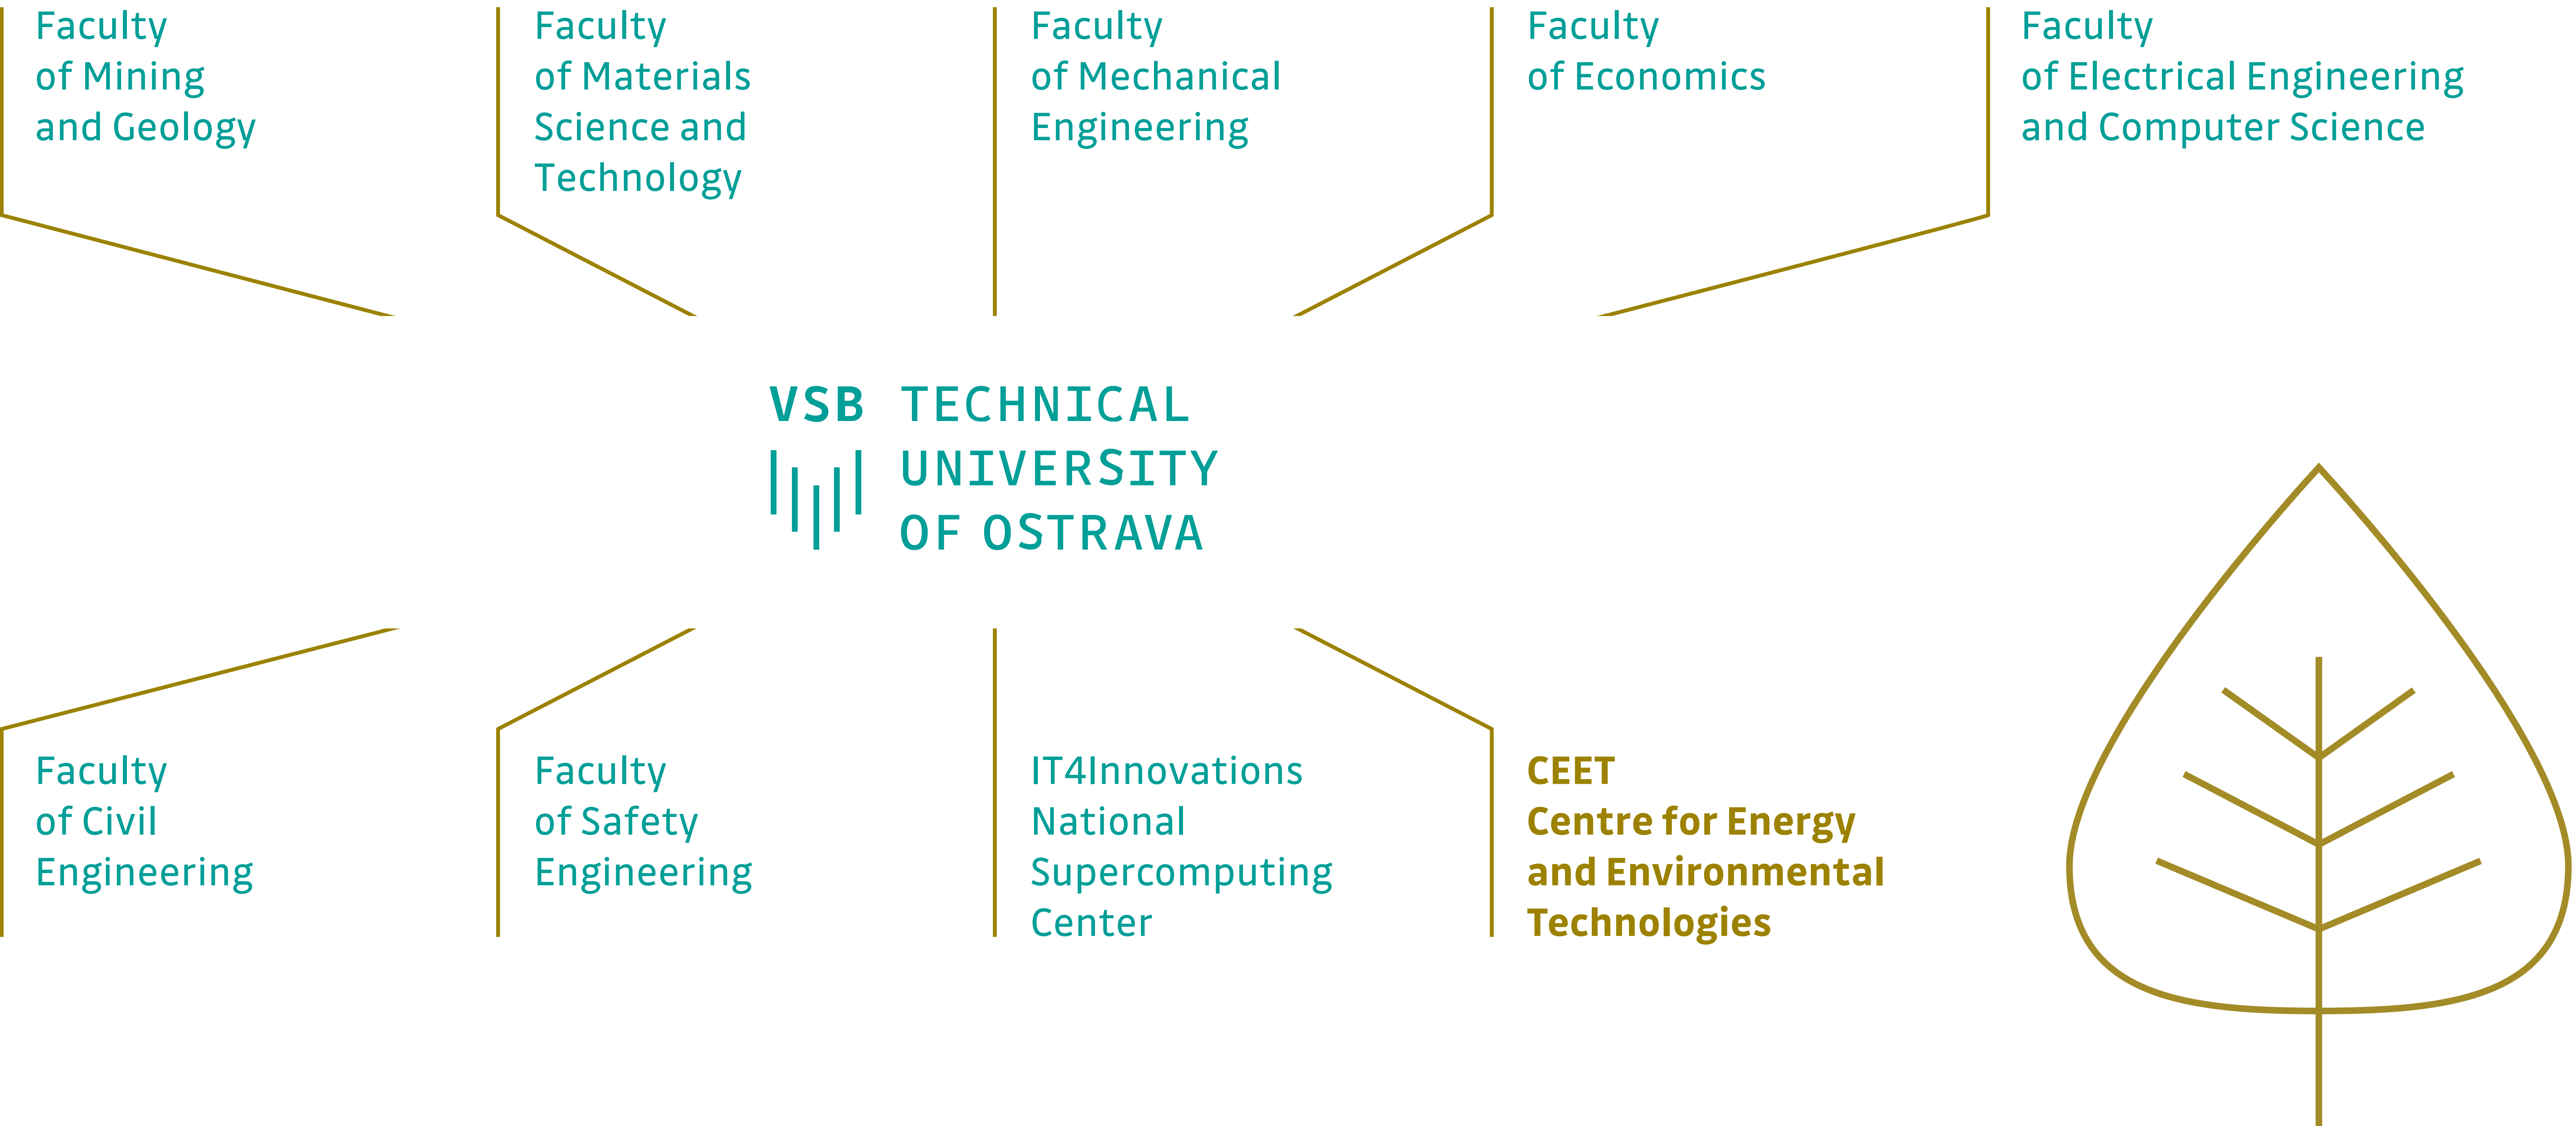 Faculty
of Mining
and Geology
Faculty
of Materials
Science and
Technology
Faculty
of Mechanical
Engineering
Faculty
of Economics
Faculty
of Electrical Engineering
and Computer Science
VSB TECHNICAL
UNIVERSITY
OF OSTRAVA
Faculty
of Civil
Engineering
Faculty
of Safety
Engineering
IT4Innovations
National
Supercomputing
Center
CEET
Centre for Energy
and Environmental
Technologies